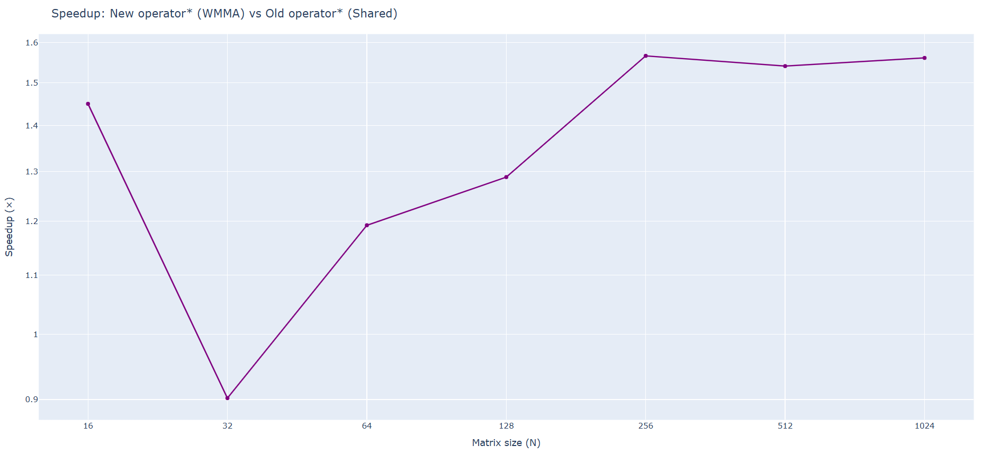 Speedup: New operator* (WMMA) vs Old operator* (Shared)
1.6
1.5
1.4
1.3
1.2
1.1
1
0.9
Speedup (×)
16 32 64 128 256 512 1024
Matrix size (N)